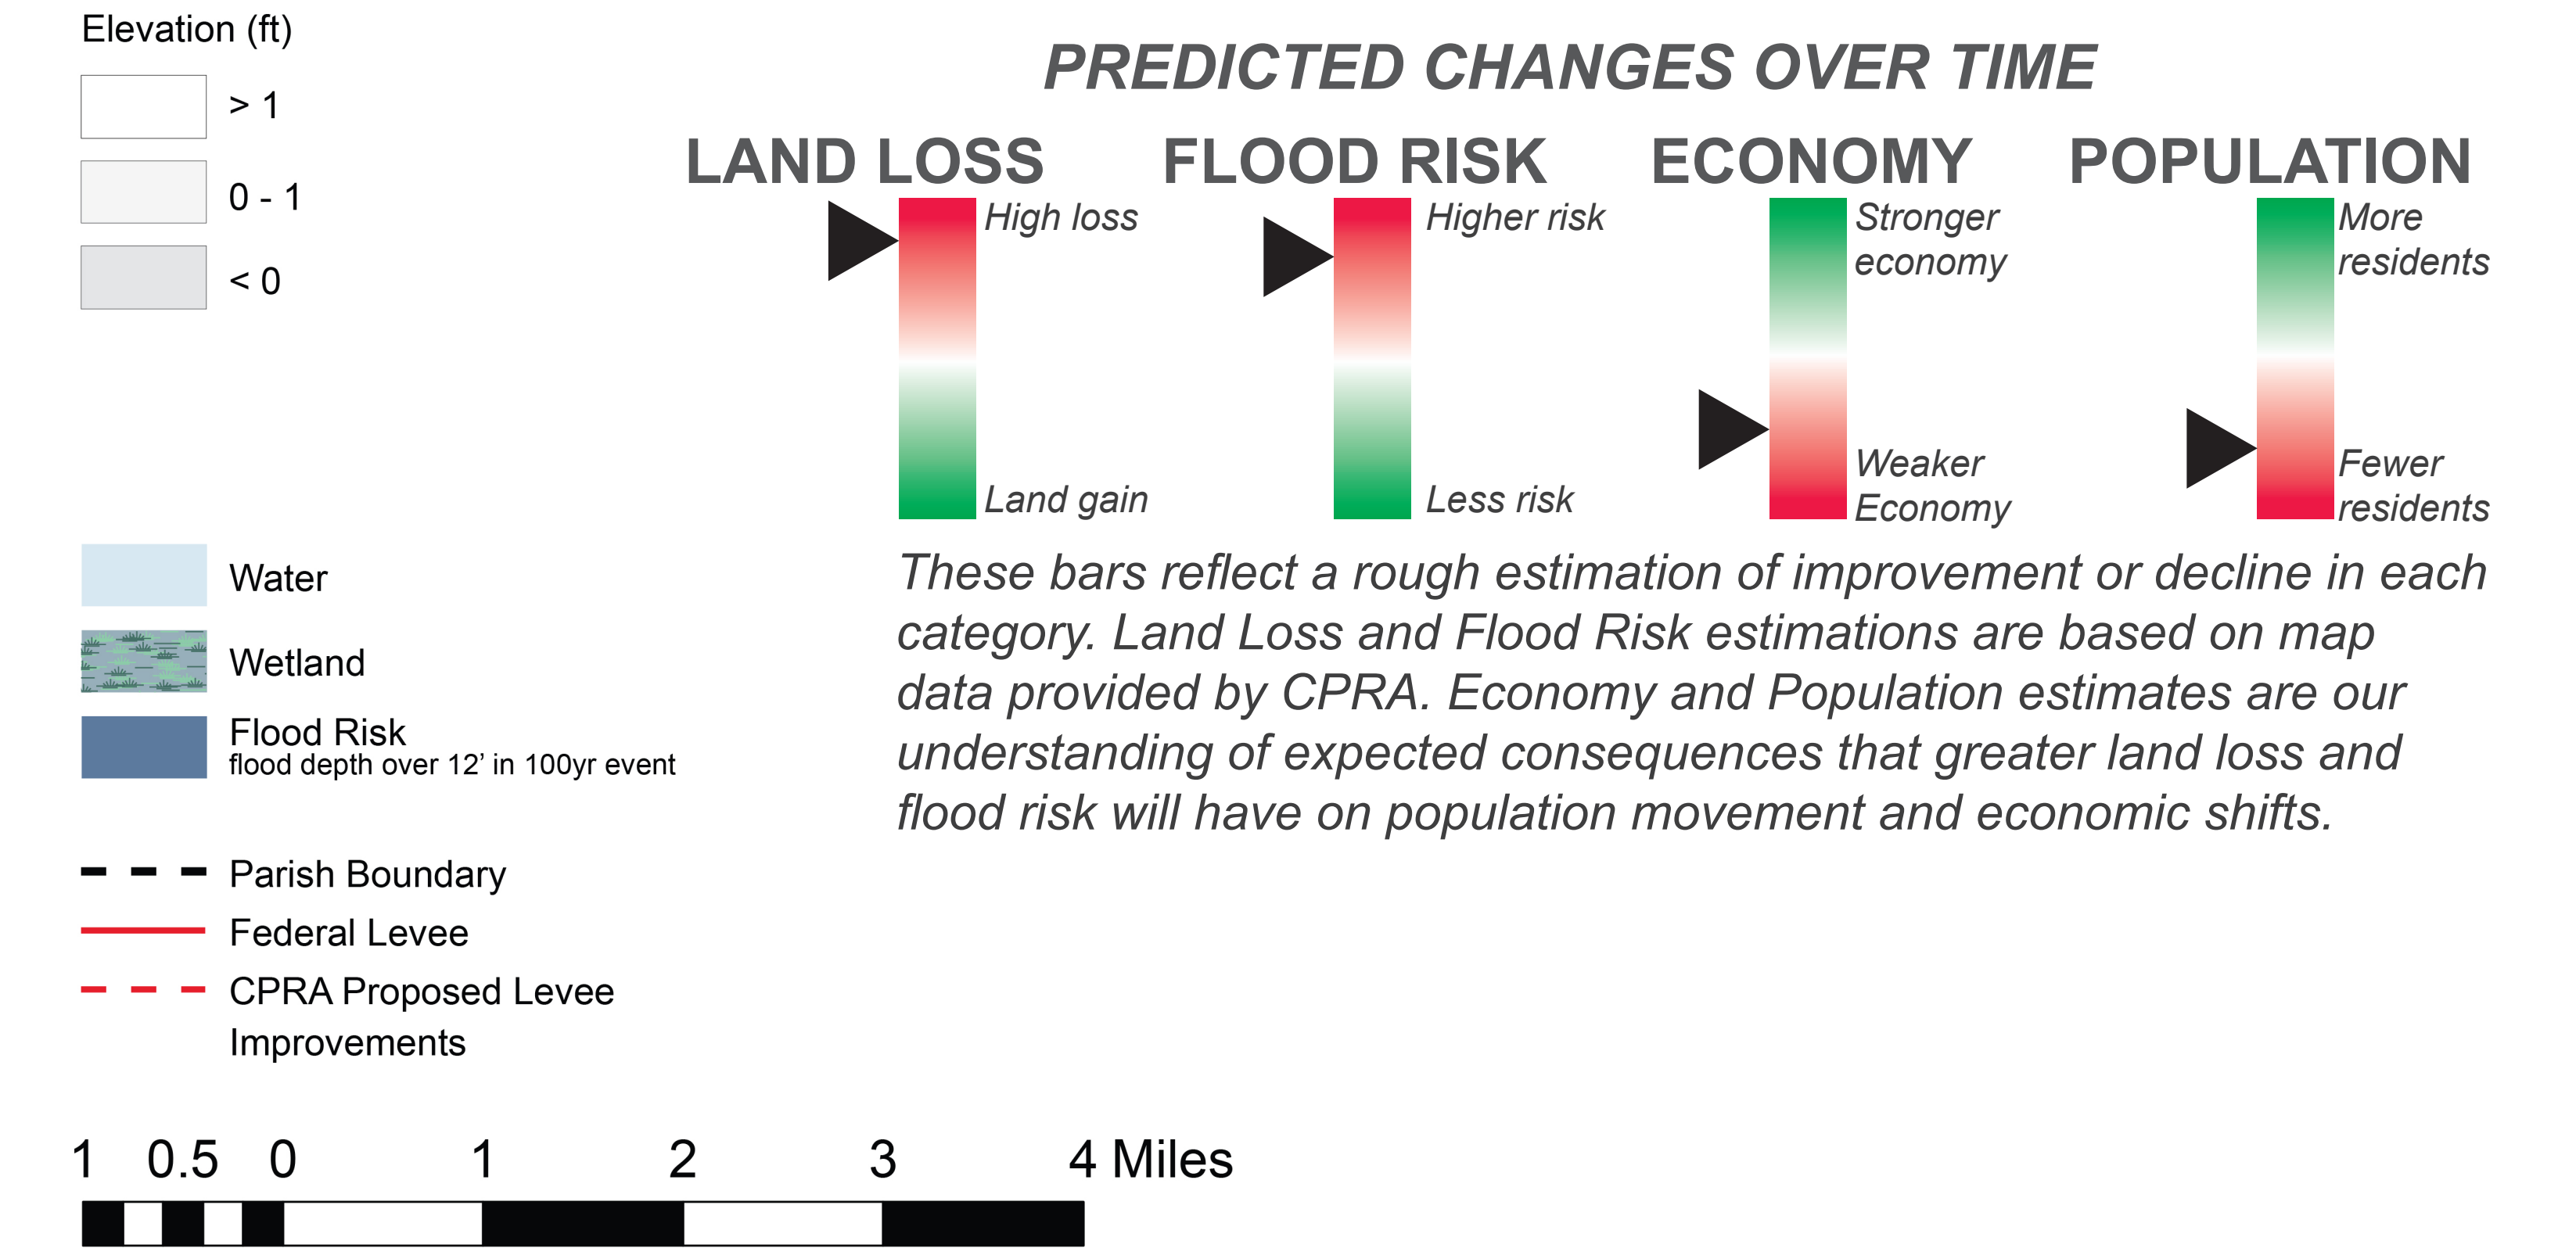 Elevation (ft)
> 1
0 - 1
< 0
Water
Wetland
Flood Risk
flood depth over 12’ in 100yr event
Parish Boundary
Federal Levee
CPRA Proposed Levee
Improvements
1 0.5 0 1 2 3 4 Miles
PREDICTED CHANGES OVER TIME
LAND LOSS
High loss
Land gain
FLOOD RISK
Higher risk
Less risk
ECONOMY
Stronger
economy
Weaker
Economy
POPULATION
More
residents
Fewer
residents
These bars reflect a rough estimation of improvement or decline in each
category. Land Loss and Flood Risk estimations are based on map
data provided by CPRA. Economy and Population estimates are our
understanding of expected consequences that greater land loss and
flood risk will have on population movement and economic shifts.